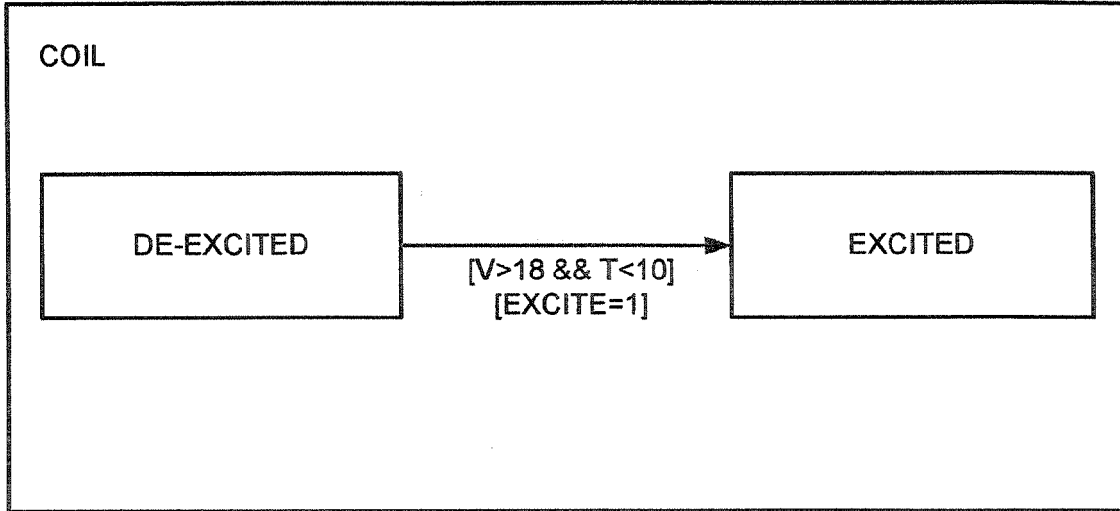 COIL
DE-EXCITED
[V>18 && T<10]
[EXCITE=1]
EXCITED